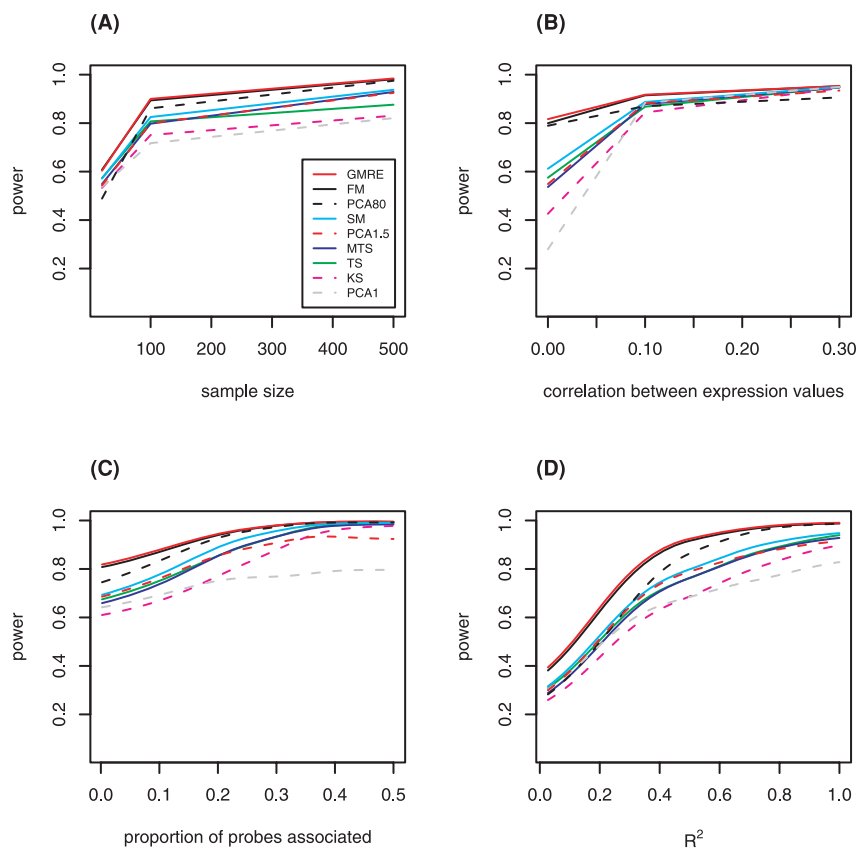 (A)
1.0
0.8
0.6
0.4
0.2
power
GMRE
FM
PCA80
SM
PCA1.5
MTS
TS
KS
PCA1
100 200 300 400 500
sample size
(B)
1.0
0.8
0.6
0.4
0.2
power
0.00 0.10 0.20 0.30
correlation between expression values
(C)
1.0
0.8
0.6
0.4
0.2
power
0.0 0.1 0.2 0.3 0.4 0.5
proportion of probes associated
(D)
1.0
0.8
0.6
0.4
0.2
power
0.0 0.2 0.4 0.6 0.8 1.0
R²